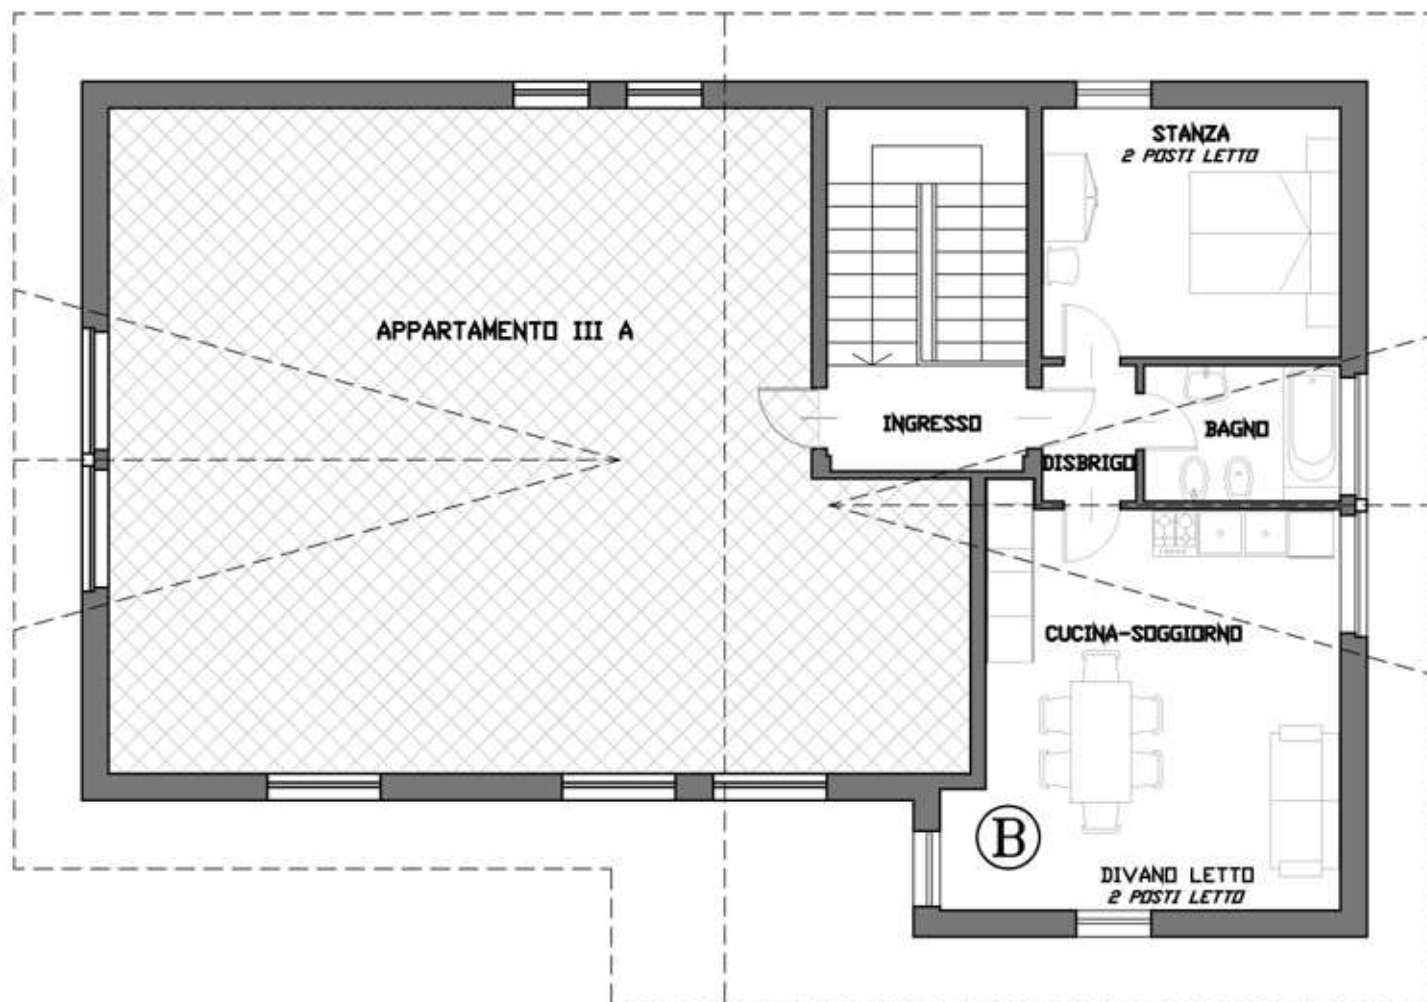 STANZA
2 POSTI LETTO
APPARTAMENTO III A
INGRESSO
BAGNO
DISBRIGO
CUCINA-SOGGIORNO
B
DIVANO LETTO
2 POSTI LETTO